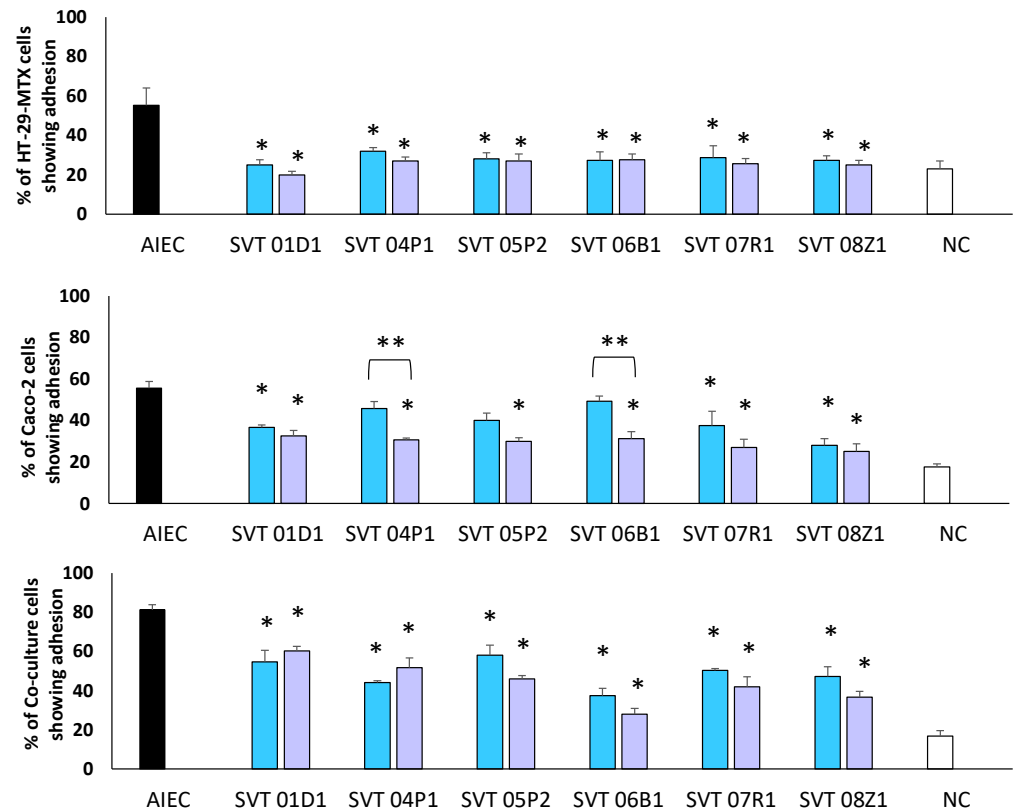 % of HT-29-MTX cells
showing adhesion
100
80
60
40
20
0
* * * * * * * * * * * *
AIEC SVT 01D1 SVT 04P1 SVT 05P2 SVT 06B1 SVT 07R1 SVT 08Z1 NC
% of Caco-2 cells
showing adhesion
100
80
60
40
20
0
** **
* * * * * * * * *
AIEC SVT 01D1 SVT 04P1 SVT 05P2 SVT 06B1 SVT 07R1 SVT 08Z1 NC
% of Co-culture cells
showing adhesion
100
80
60
40
20
0
* * * * * * * * * * * *
AIEC SVT 01D1 SVT 04P1 SVT 05P2 SVT 06B1 SVT 07R1 SVT 08Z1 NC